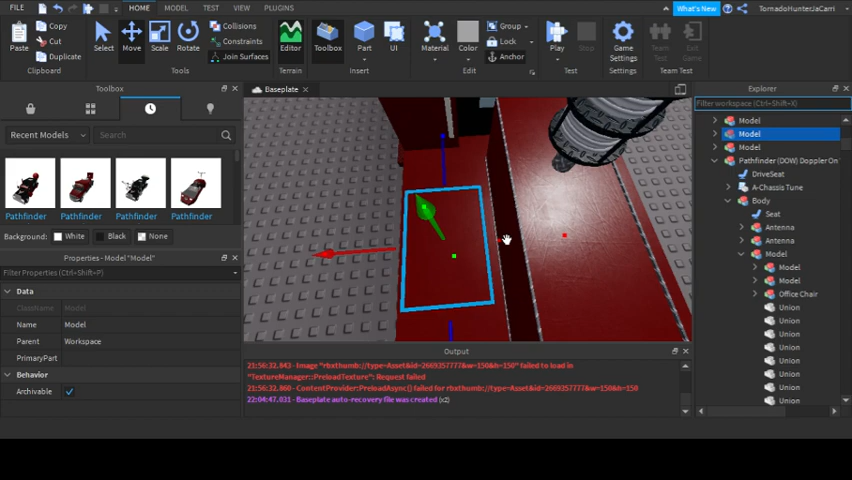 FILE
HOME
MODEL
TEST
VIEW
PLUGINS
What's New
TornadoHunterJaCarri
Paste
Copy
Cut
Duplicate
Clipboard
Select
Move
Scale
Rotate
Collisions
Constraints
Join Surfaces
Tools
Editor
Terrain
Toolbox
Part
UI
Insert
Material
Color
Group
Lock
Anchor
Edit
Play
Stop
Test
Game Settings
Settings
Team Test
Exit Game
Team Test
Toolbox
Recent Models
Search
Pathfinder
Pathfinder
Pathfinder
Pathfinder
Background:
White
Black
None
Properties - Model "Model"
Filter Properties (Ctrl+Shift+P)
Data
ClassName
Model
Name
Model
Parent
Workspace
PrimaryPart
Behavior
Archivable
Baseplate
Output
21:56:32.843 - Image "rbxthumb://type=Asset&id=2669357777&w=150&h=150" failed to load in
"TextureManager::PreloadTexture": Request failed
21:56:32.860 - ContentProvider:PreloadAsync() failed for rbxthumb://type=Asset&id=2669357777&w=150&h=150
22:04:47.031 - Baseplate auto-recovery file was created (x2)
Explorer
Filter workspace (Ctrl+Shift+X)
Model
Model
Model
Pathfinder (DOW) Doppler On
DriveSeat
A-Chassis Tune
Body
Seat
Antenna
Antenna
Model
Model
Model
Office Chair
Union
Union
Union
Union
Union
Union
Union
Union